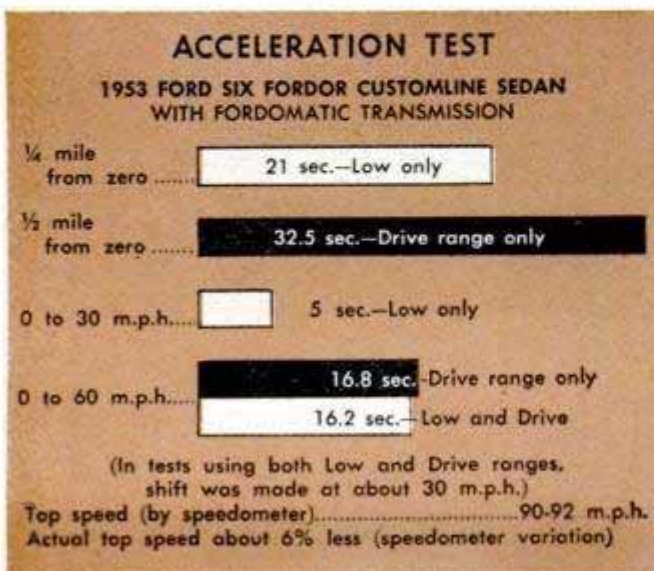 ACCELERATION TEST
1953 FORD SIX FORDOR CUSTOMLINE SEDAN
WITH FORDOMATIC TRANSMISSION
¼ mile
from zero ...... 21 sec.—Low only
½ mile
from zero ...... 32.5 sec.—Drive range only
0 to 30 m.p.h..... 5 sec.—Low only
16.8 sec.-Drive range only
0 to 60 m.p.h.....
16.2 sec.—Low and Drive
(In tests using both Low and Drive ranges,
shift was made at about 30 m.p.h.)
Top speed (by speedometer)..............................90-92 m.p.h.
Actual top speed about 6% less (speedometer variation)